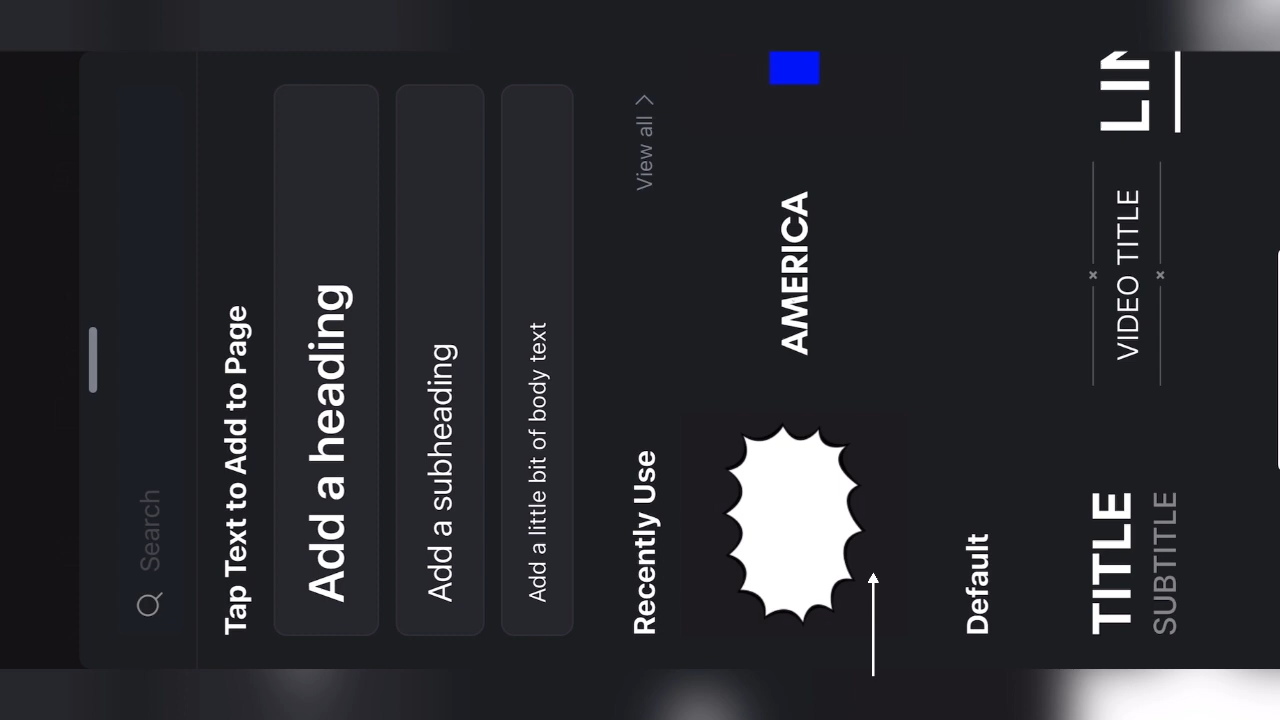 Search
Tap Text to Add to Page
Add a heading
Add a subheading
Add a little bit of body text
Recently Use
View all
AMERICA
Default
TITLE
SUBTITLE
VIDEO TITLE